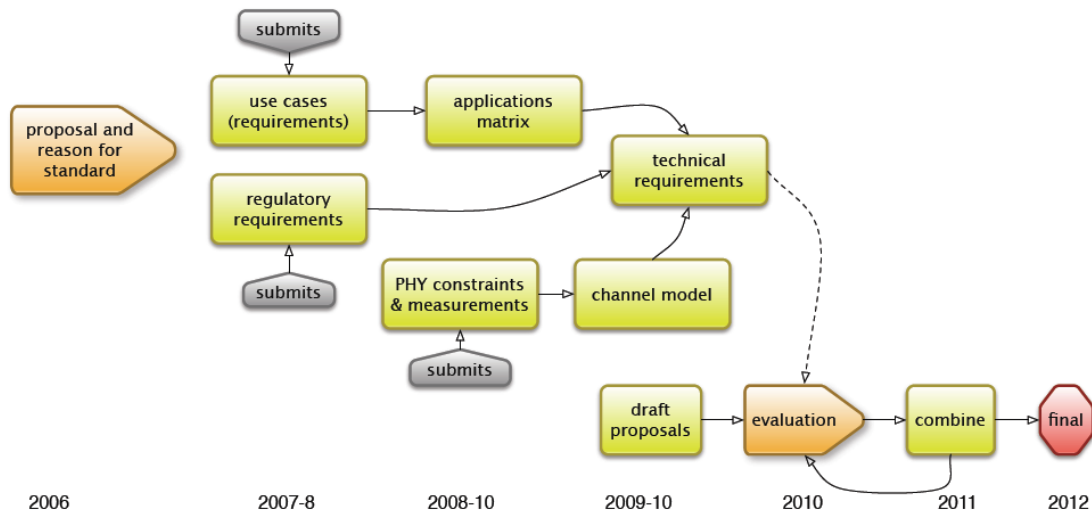 submits
use cases
(requirements)
applications
matrix
proposal and
reason for
standard
technical
requirements
regulatory
requirements
submits
PHY constraints
& measurements
channel model
submits
draft
proposals
evaluation
combine
final
2006
2007-8
2008-10
2009-10
2010
2011
2012